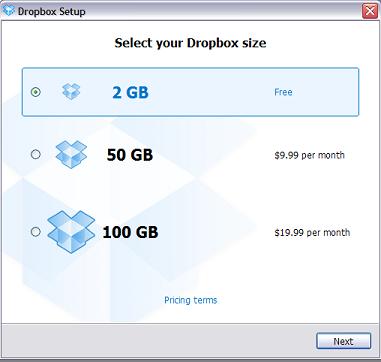 Dropbox Setup
Select your Dropbox size
2 GB Free
50 GB $9.99 per month
100 GB $19.99 per month
Pricing terms
Next